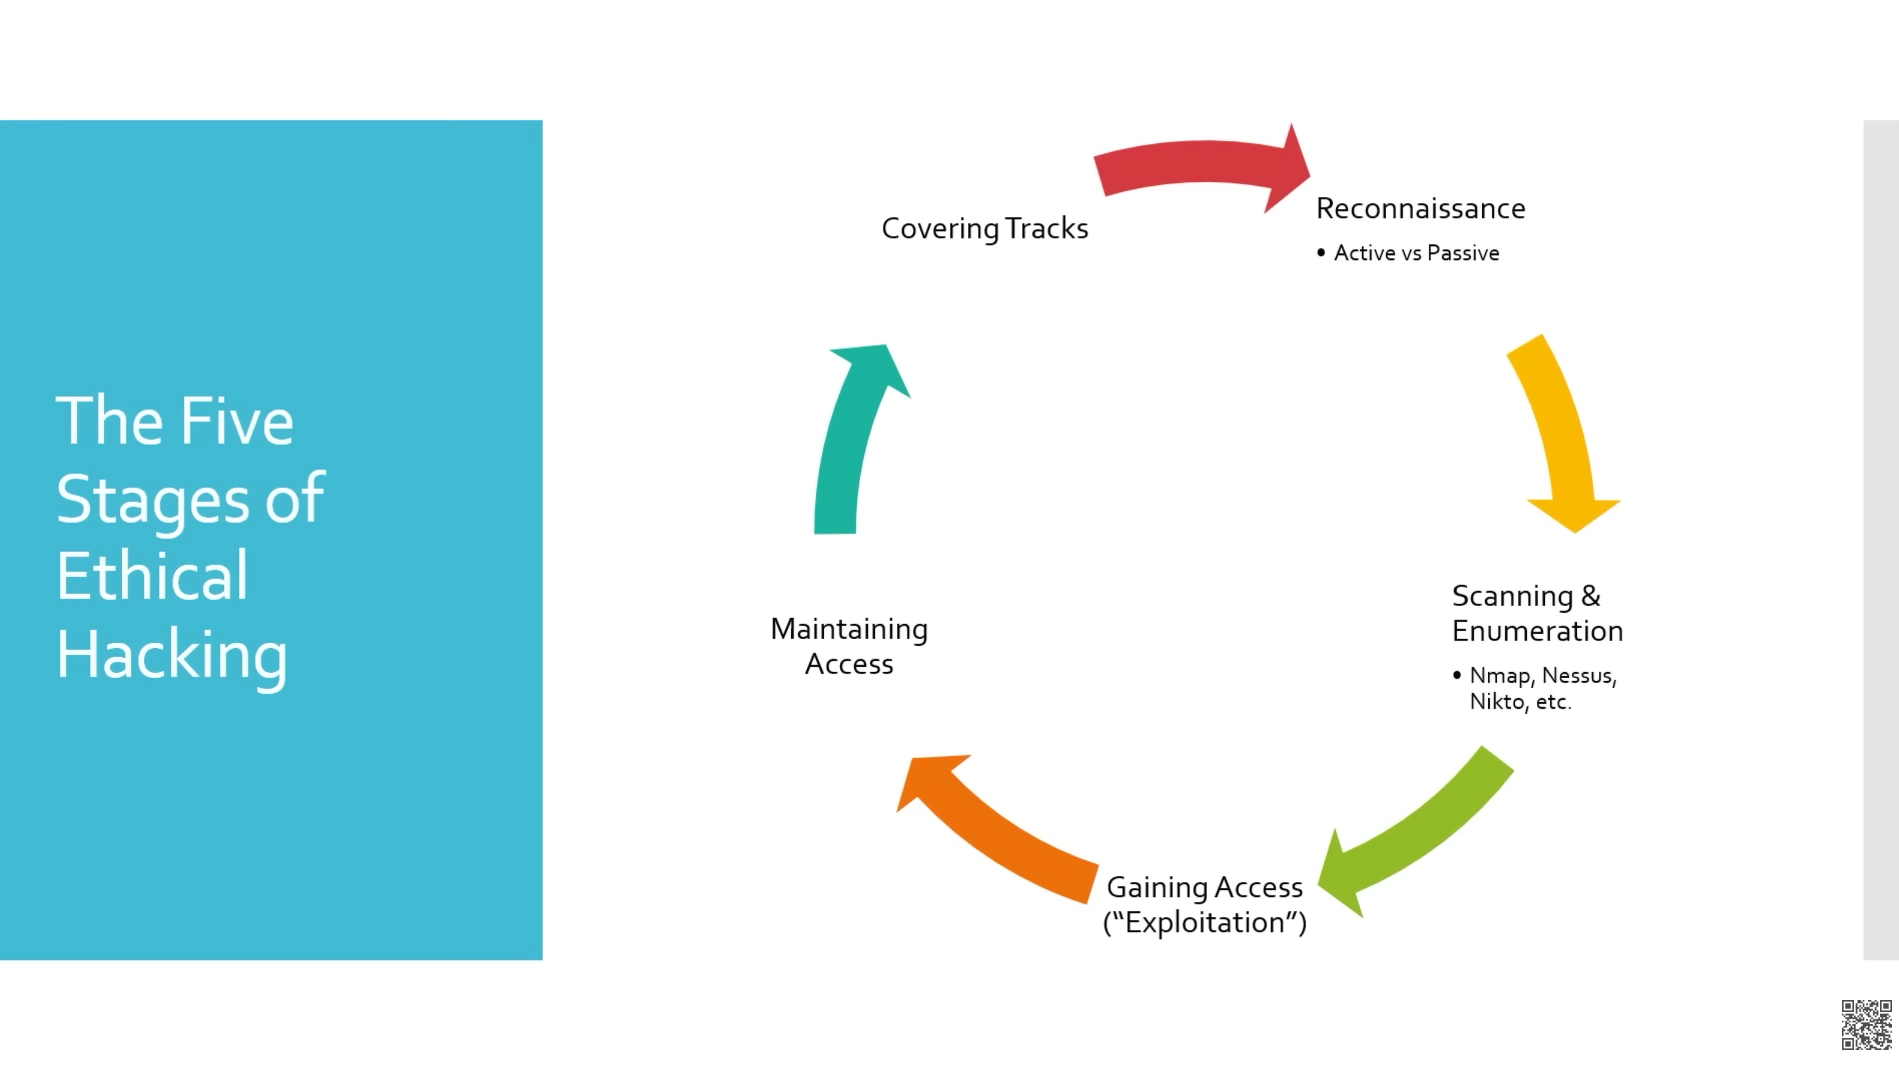 The Five
Stages of
Ethical
Hacking
Covering Tracks
Reconnaissance
• Active vs Passive
Scanning &
Enumeration
• Nmap, Nessus,
Nikto, etc.
Gaining Access
(“Exploitation”)
Maintaining
Access